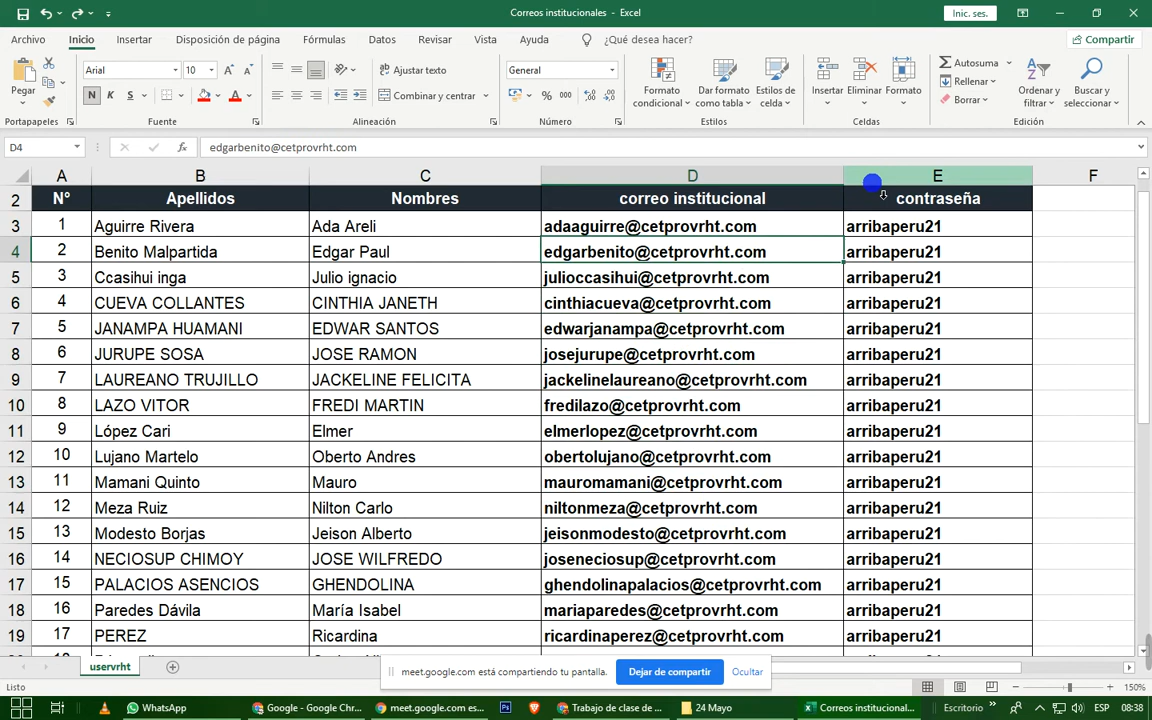 Correos institucionales - Excel
Inic. ses.
Archivo Inicio Insertar Disposición de página Fórmulas Datos Revisar Vista Ayuda ¿Qué desea hacer? Compartir
Pegar
Arial 10
N K S
Ajustar texto
Combinar y centrar
General
% 000
Formato condicional
Dar formato como tabla
Estilos de celda
Insertar Eliminar Formato
Autosuma
Rellenar
Borrar
Ordenar y filtrar
Buscar y seleccionar
Portapapeles Fuente Alineación Número Estilos Celdas Edición
D4 edgarbenito@cetprovrht.com
A B C D E F
2 N° Apellidos Nombres correo institucional contraseña
3 1 Aguirre Rivera Ada Areli adaaguirre@cetprovrht.com arribaperu21
4 2 Benito Malpartida Edgar Paul edgarbenito@cetprovrht.com arribaperu21
5 3 Ccasihui inga Julio ignacio julioccasihui@cetprovrht.com arribaperu21
6 4 CUEVA COLLANTES CINTHIA JANETH cinthiacueva@cetprovrht.com arribaperu21
7 5 JANAMPA HUAMANI EDWAR SANTOS edwarjanampa@cetprovrht.com arribaperu21
8 6 JURUPE SOSA JOSE RAMON josejurupe@cetprovrht.com arribaperu21
9 7 LAUREANO TRUJILLO JACKELINE FELICITA jackelinelaureano@cetprovrht.com arribaperu21
10 8 LAZO VITOR FREDI MARTIN fredilazo@cetprovrht.com arribaperu21
11 9 López Cari Elmer elmerlopez@cetprovrht.com arribaperu21
12 10 Lujano Martelo Oberto Andres obertolujano@cetprovrht.com arribaperu21
13 11 Mamani Quinto Mauro mauromamani@cetprovrht.com arribaperu21
14 12 Meza Ruiz Nilton Carlo niltonmeza@cetprovrht.com arribaperu21
15 13 Modesto Borjas Jeison Alberto jeisonmodesto@cetprovrht.com arribaperu21
16 14 NECIOSUP CHIMOY JOSE WILFREDO joseneciosup@cetprovrht.com arribaperu21
17 15 PALACIOS ASENCIOS GHENDOLINA ghendolinapalacios@cetprovrht.com arribaperu21
18 16 Paredes Dávila María Isabel mariaparedes@cetprovrht.com arribaperu21
19 17 PEREZ Ricardina ricardinaperez@cetprovrht.com arribaperu21
uservrht
meet.google.com está compartiendo tu pantalla. Dejar de compartir Ocultar
Listo 150%
WhatsApp Google - Google Chr... meet.google.com es... Trabajo de clase de ... 24 Mayo Correos institucional... Escritorio ESP 08:38